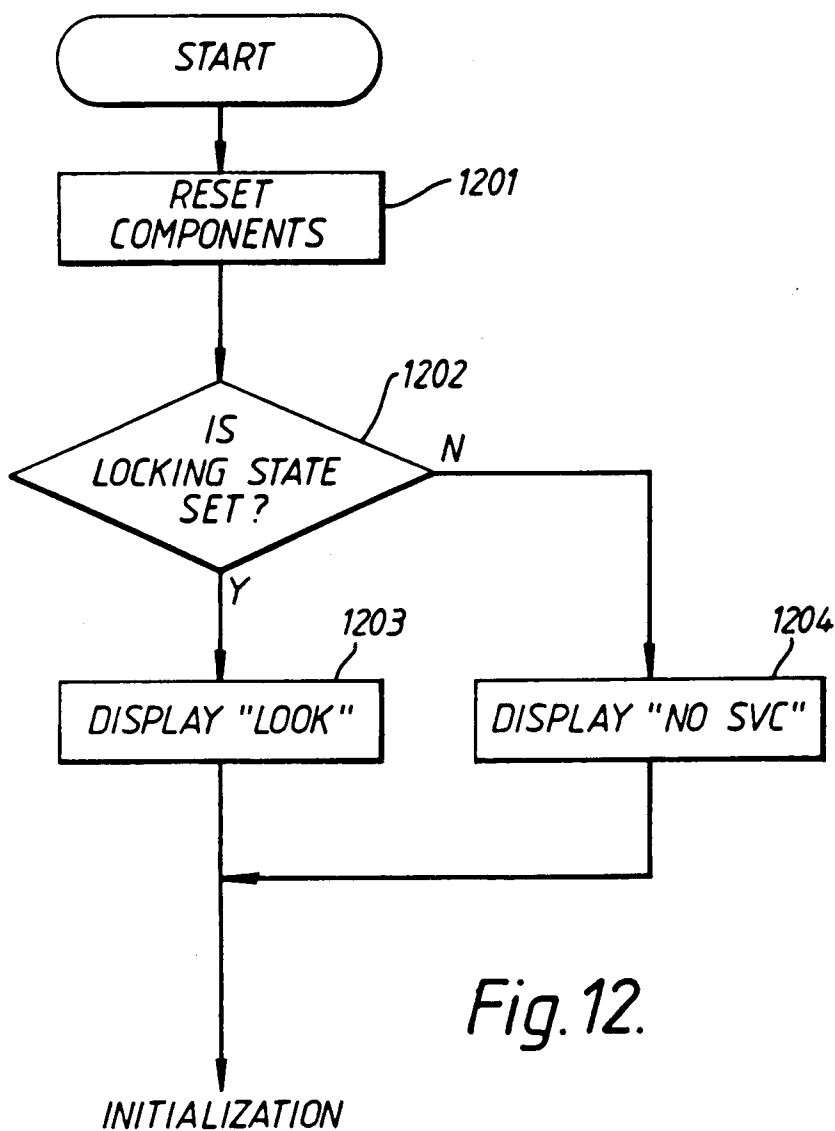 START
RESET
COMPONENTS
1201
IS
LOCKING STATE
SET?
1202
N
Y
1203
DISPLAY "LOOK"
1204
DISPLAY "NO SVC"
Fig.12.
INITIALIZATION